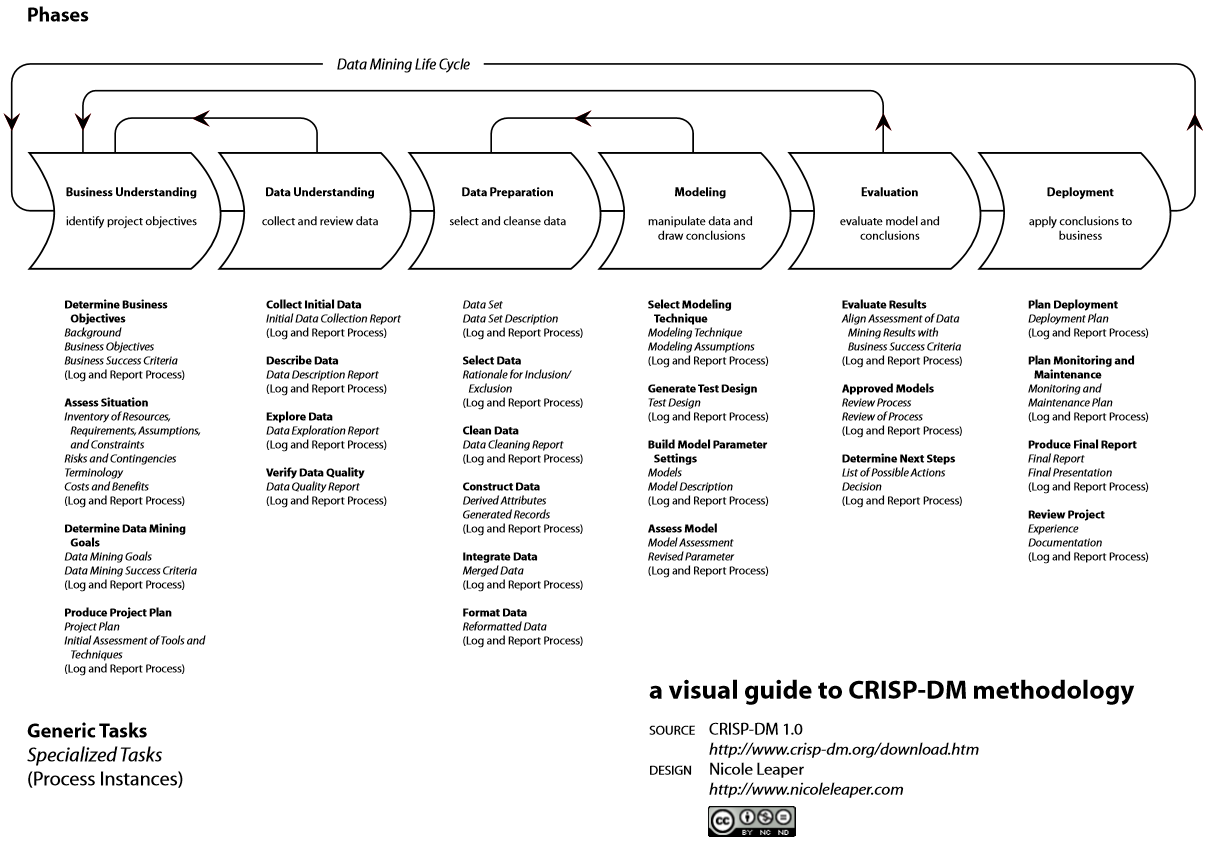 Phases
Data Mining Life Cycle
Business Understanding
identify project objectives
Data Understanding
collect and review data
Data Preparation
select and cleanse data
Modeling
manipulate data and
draw conclusions
Evaluation
evaluate model and
conclusions
Deployment
apply conclusions to
business
Determine Business
Objectives
Background
Business Objectives
Business Success Criteria
(Log and Report Process)
Assess Situation
Inventory of Resources,
Requirements, Assumptions,
and Constraints
Risks and Contingencies
Terminology
Costs and Benefits
(Log and Report Process)
Determine Data Mining
Goals
Data Mining Goals
Data Mining Success Criteria
(Log and Report Process)
Produce Project Plan
Project Plan
Initial Assessment of Tools and
Techniques
(Log and Report Process)
Collect Initial Data
Initial Data Collection Report
(Log and Report Process)
Describe Data
Data Description Report
(Log and Report Process)
Explore Data
Data Exploration Report
(Log and Report Process)
Verify Data Quality
Data Quality Report
(Log and Report Process)
Data Set
Data Set Description
(Log and Report Process)
Select Data
Rationale for Inclusion/
Exclusion
(Log and Report Process)
Clean Data
Data Cleaning Report
(Log and Report Process)
Construct Data
Derived Attributes
Generated Records
(Log and Report Process)
Integrate Data
Merged Data
(Log and Report Process)
Format Data
Reformatted Data
(Log and Report Process)
Select Modeling
Technique
Modeling Technique
Modeling Assumptions
(Log and Report Process)
Generate Test Design
Test Design
(Log and Report Process)
Build Model Parameter
Settings
Models
Model Description
(Log and Report Process)
Assess Model
Model Assessment
Revised Parameter
(Log and Report Process)
Evaluate Results
Align Assessment of Data
Mining Results with
Business Success Criteria
(Log and Report Process)
Approved Models
Review Process
Review of Process
(Log and Report Process)
Determine Next Steps
List of Possible Actions
Decision
(Log and Report Process)
Plan Deployment
Deployment Plan
(Log and Report Process)
Plan Monitoring and
Maintenance
Monitoring and
Maintenance Plan
(Log and Report Process)
Produce Final Report
Final Report
Final Presentation
(Log and Report Process)
Review Project
Experience
Documentation
(Log and Report Process)
Generic Tasks
Specialized Tasks
(Process Instances)
a visual guide to CRISP-DM methodology
SOURCE CRISP-DM 1.0
http://www.crisp-dm.org/download.htm
DESIGN Nicole Leaper
http://www.nicoleleaper.com
cc
BY NC ND